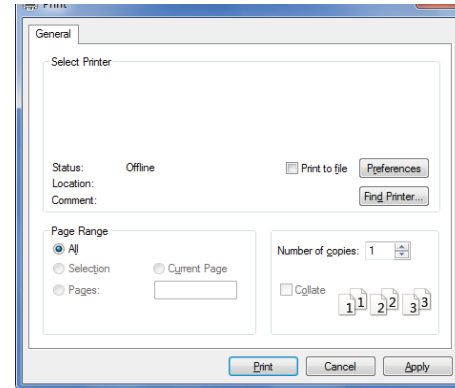 Print
General
Select Printer
Status: Offline
Print to file
Preferences
Location:
Comment:
Find Printer...
Page Range
All
Selection
Current Page
Pages:
Number of copies: 1
Collate
1 1 2 2 3 3
Print
Cancel
Apply